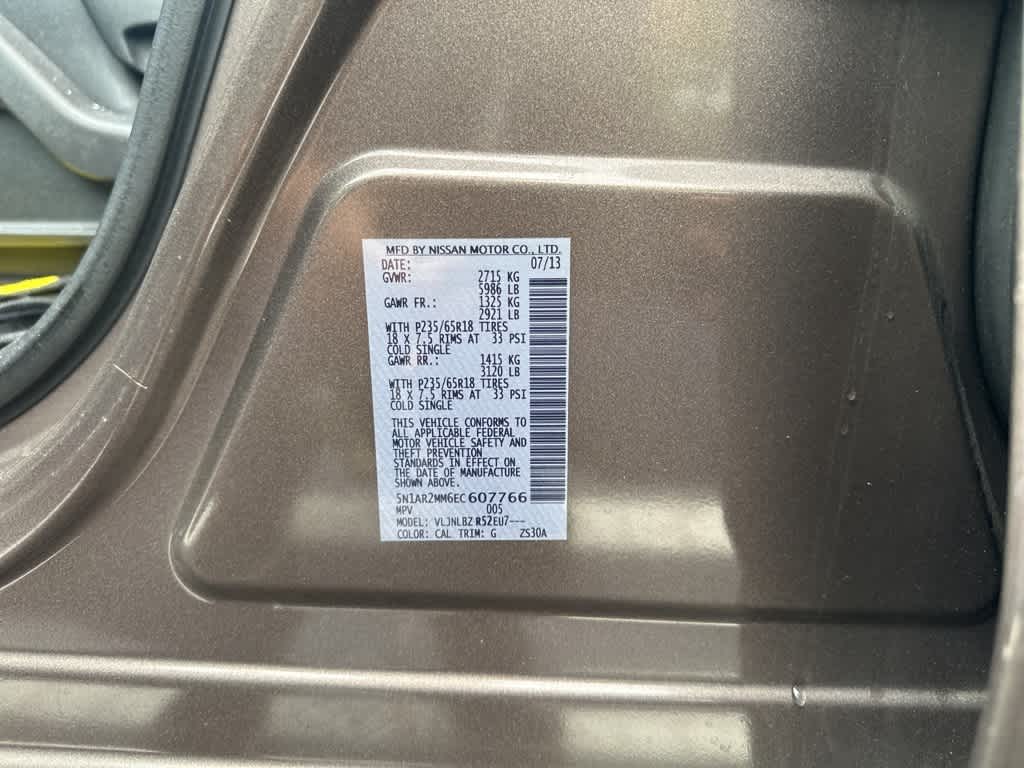 MFD BY NISSAN MOTOR CO., LTD.
DATE: 07/13
GVWR: 2715 KG
5986 LB
GAWR FR.: 1325 KG
2921 LB
WITH P235/65R18 TIRES
18 X 7.5 RIMS AT 33 PSI
COLD SINGLE
GAWR RR.: 1415 KG
3120 LB
WITH P235/65R18 TIRES
18 X 7.5 RIMS AT 33 PSI
COLD SINGLE
THIS VEHICLE CONFORMS TO
ALL APPLICABLE FEDERAL
MOTOR VEHICLE SAFETY AND
THEFT PREVENTION
STANDARDS IN EFFECT ON
THE DATE OF MANUFACTURE
SHOWN ABOVE.
5N1AR2MM6EC607766
MPV 005
MODEL: VLJNLBZ R52EU7---
COLOR: CAL TRIM: G ZS30A